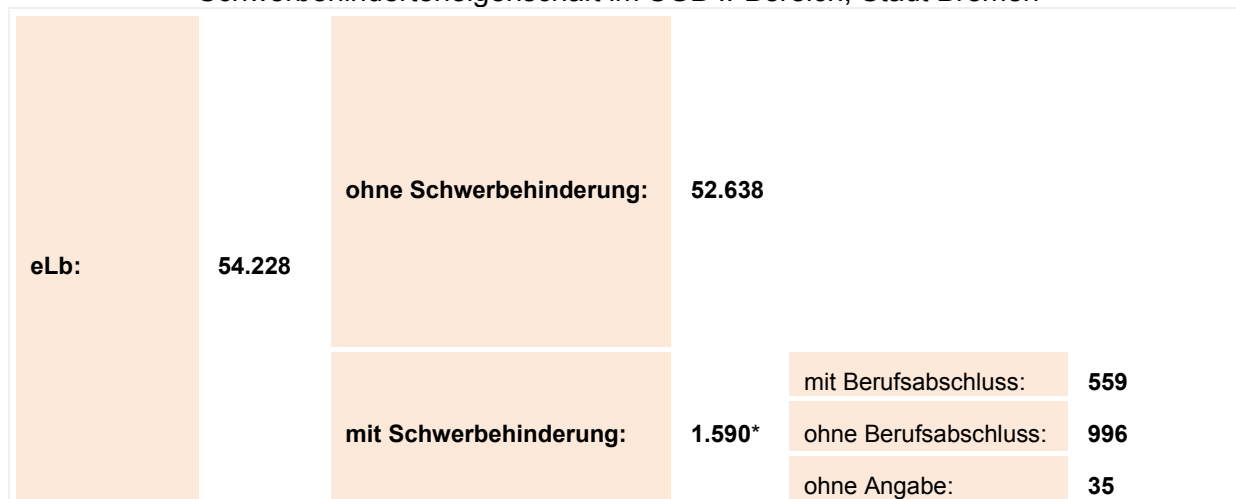 Schwerbehinderteneigenschaft im SGB II-Bereich, Stadt Bremen
ohne Schwerbehinderung: 52.638
eLb: 54.228
mit Berufsabschluss: 559
mit Schwerbehinderung: 1.590* ohne Berufsabschluss: 996
ohne Angabe: 35